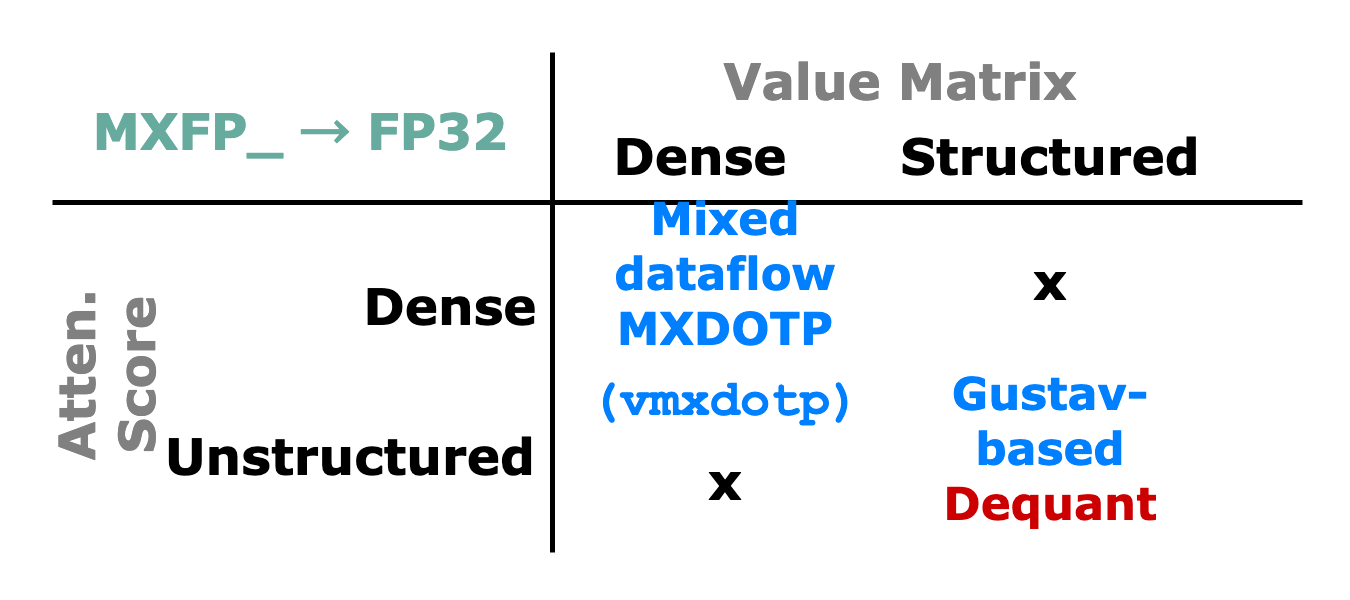 Value Matrix
MXFP_ → FP32
Dense Structured
Mixed
dataflow
MXDOTP
(vmxdotp)
x
Atten.
Score
Dense
Unstructured
x
Gustav-
based
Dequant